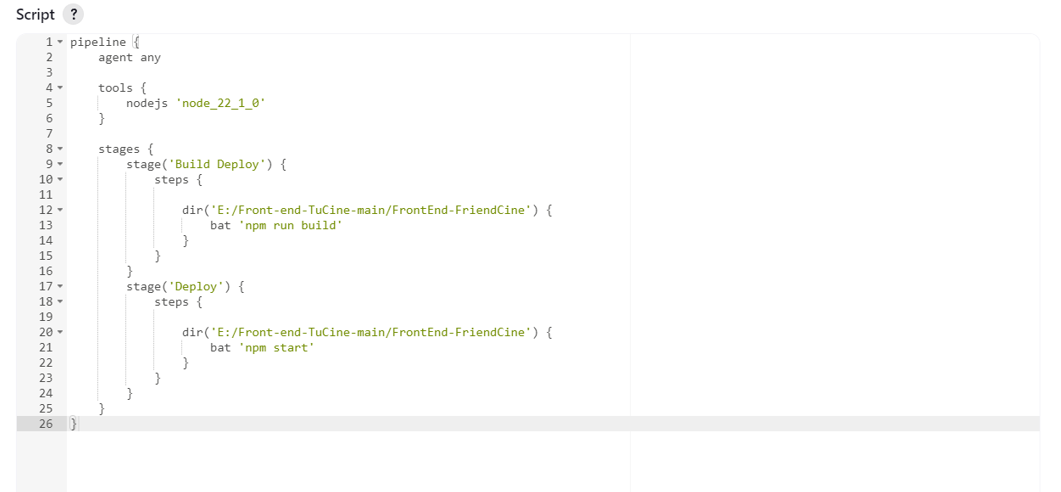 Script ?
1 pipeline {
2     agent any
3
4     tools {
5         nodejs 'node_22_1_0'
6     }
7
8     stages {
9         stage('Build Deploy') {
10             steps {
11
12                 dir('E:/Front-end-TuCine-main/FrontEnd-FriendCine') {
13                     bat 'npm run build'
14                 }
15             }
16         }
17         stage('Deploy') {
18             steps {
19
20                 dir('E:/Front-end-TuCine-main/FrontEnd-FriendCine') {
21                     bat 'npm start'
22                 }
23             }
24         }
25     }
26 }